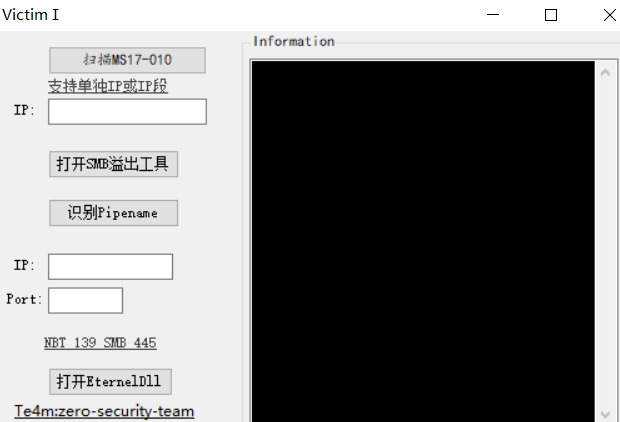 Victim I
Information
扫描MS17-010
支持单独IP或IP段
IP:
打开SMB溢出工具
识别Pipename
IP:
Port:
NBT 139 SMB 445
打开EternelDll
Te4m:zero-security-team